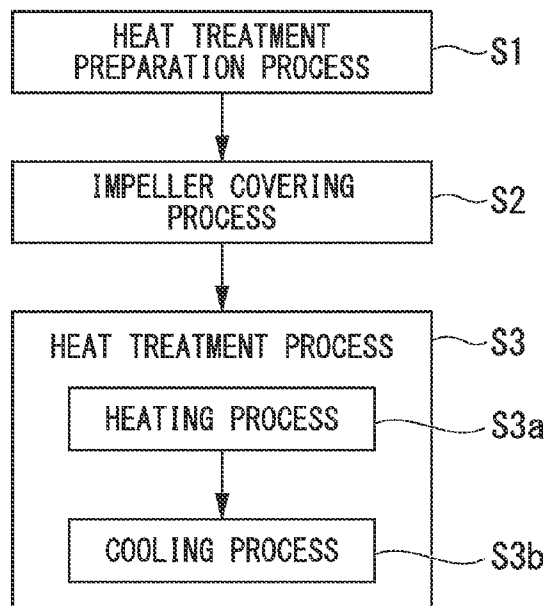 HEAT TREATMENT
PREPARATION PROCESS
S1
IMPELLER COVERING
PROCESS
S2
HEAT TREATMENT PROCESS
S3
HEATING PROCESS
S3a
COOLING PROCESS
S3b